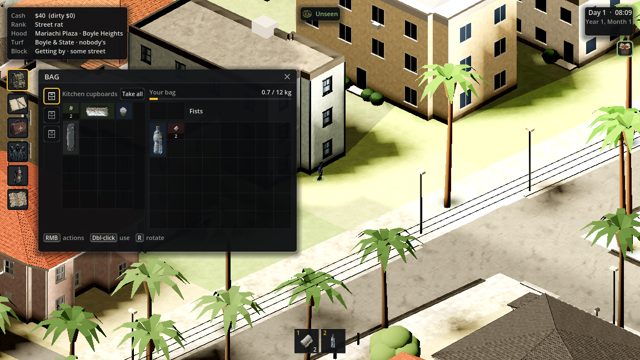 Cash $40 (dirty $0)
Rank Street rat
Hood Mariachi Plaza · Boyle Heights
Turf Boyle & State · nobody's
Block Getting by · some street
Unseen
Day 1 · 08:09
Year 1, Month 1
BAG
Kitchen cupboards
Take all
Your bag
0.7 / 12 kg
Fists
2
2
RMB actions
Dbl-click use
R rotate
1
2